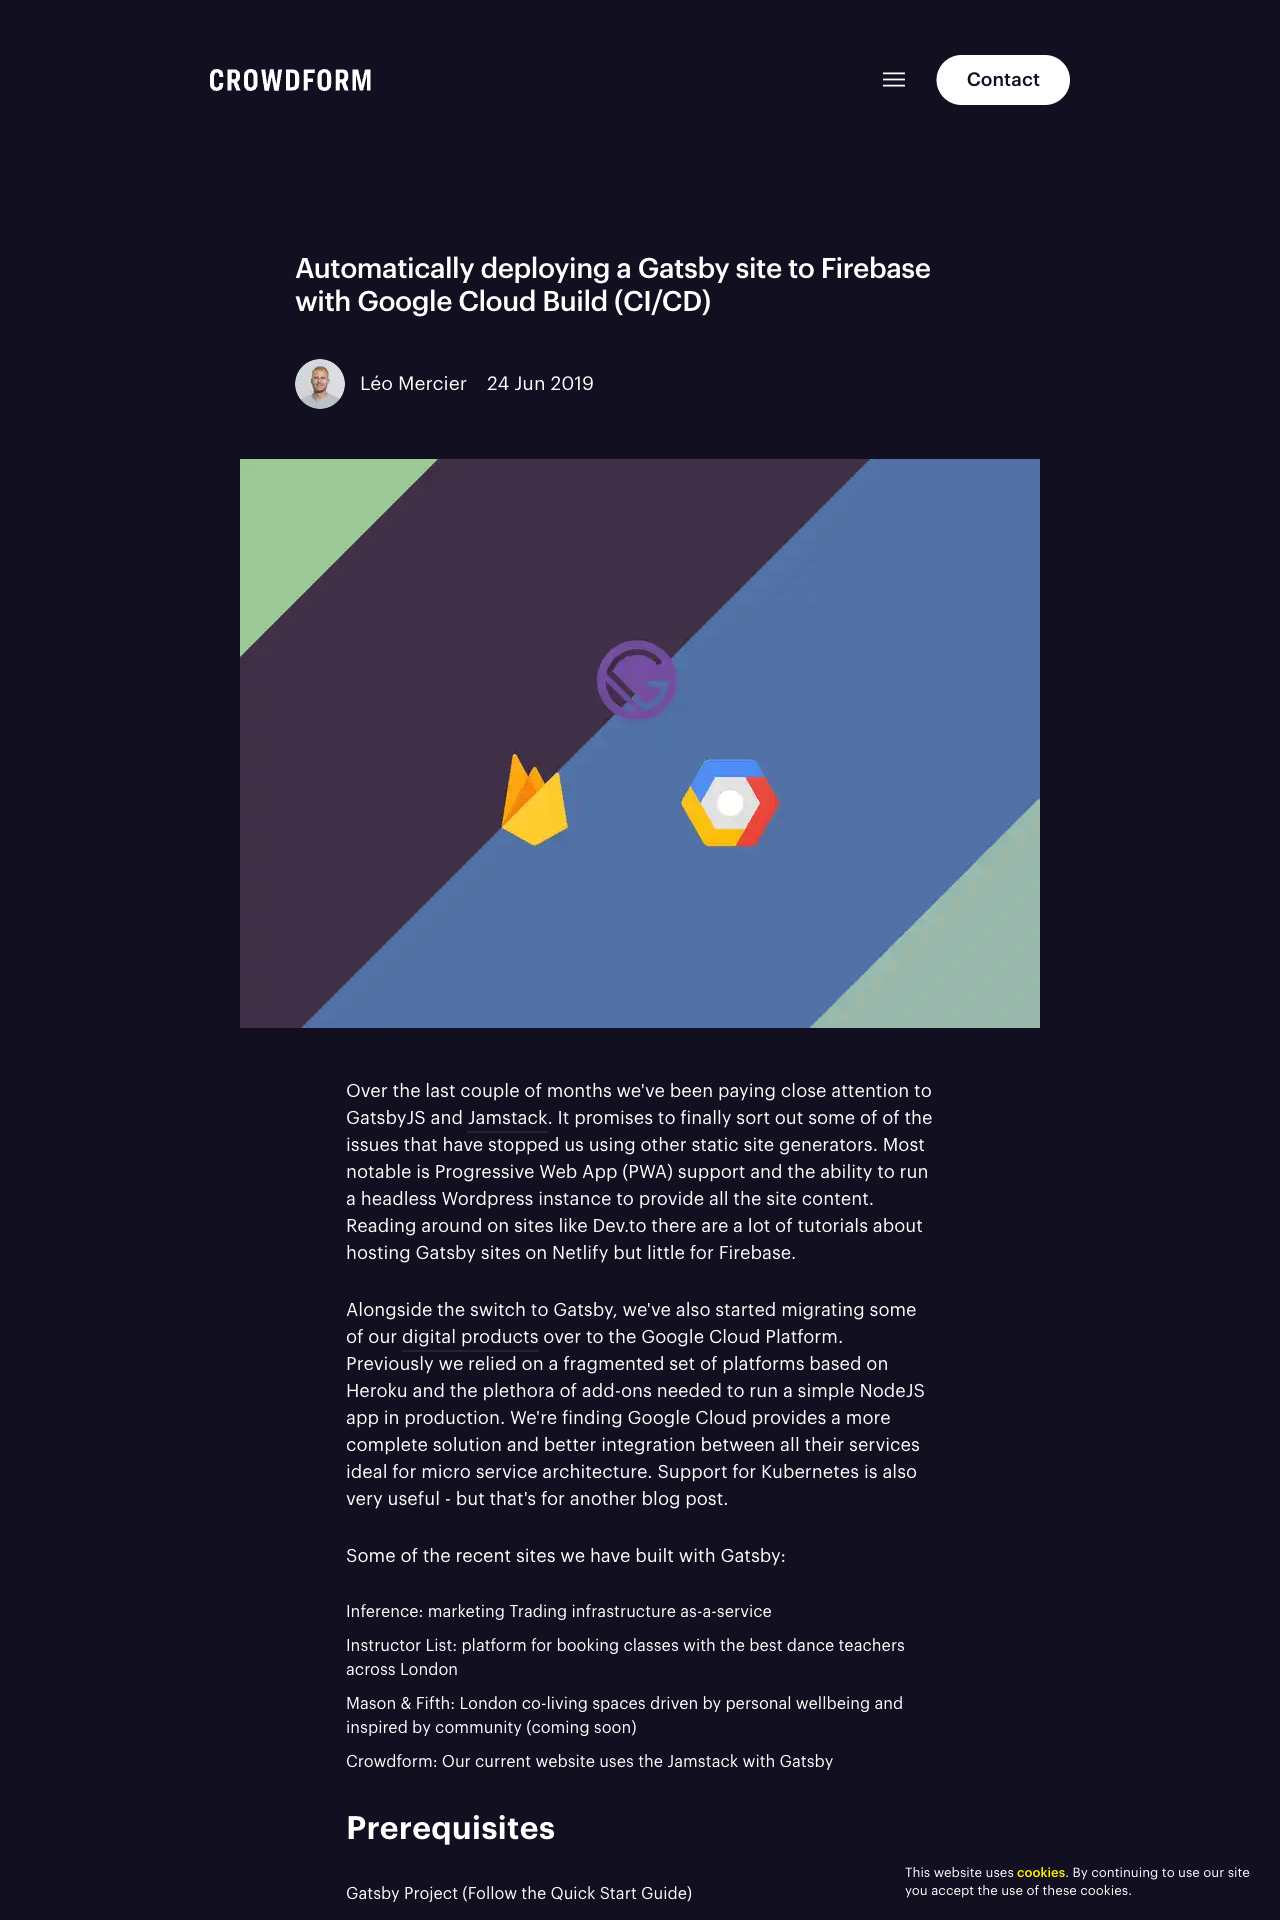 CROWDFORM
Contact
Automatically deploying a Gatsby site to Firebase
with Google Cloud Build (CI/CD)
Léo Mercier 24 Jun 2019
Over the last couple of months we've been paying close attention to
GatsbyJS and Jamstack. It promises to finally sort out some of of the
issues that have stopped us using other static site generators. Most
notable is Progressive Web App (PWA) support and the ability to run
a headless Wordpress instance to provide all the site content.
Reading around on sites like Dev.to there are a lot of tutorials about
hosting Gatsby sites on Netlify but little for Firebase.
Alongside the switch to Gatsby, we've also started migrating some
of our digital products over to the Google Cloud Platform.
Previously we relied on a fragmented set of platforms based on
Heroku and the plethora of add-ons needed to run a simple NodeJS
app in production. We're finding Google Cloud provides a more
complete solution and better integration between all their services
ideal for micro service architecture. Support for Kubernetes is also
very useful - but that's for another blog post.
Some of the recent sites we have built with Gatsby:
Inference: marketing Trading infrastructure as-a-service
Instructor List: platform for booking classes with the best dance teachers
across London
Mason & Fifth: London co-living spaces driven by personal wellbeing and
inspired by community (coming soon)
Crowdform: Our current website uses the Jamstack with Gatsby
Prerequisites
Gatsby Project (Follow the Quick Start Guide)
This website uses cookies. By continuing to use our site
you accept the use of these cookies.